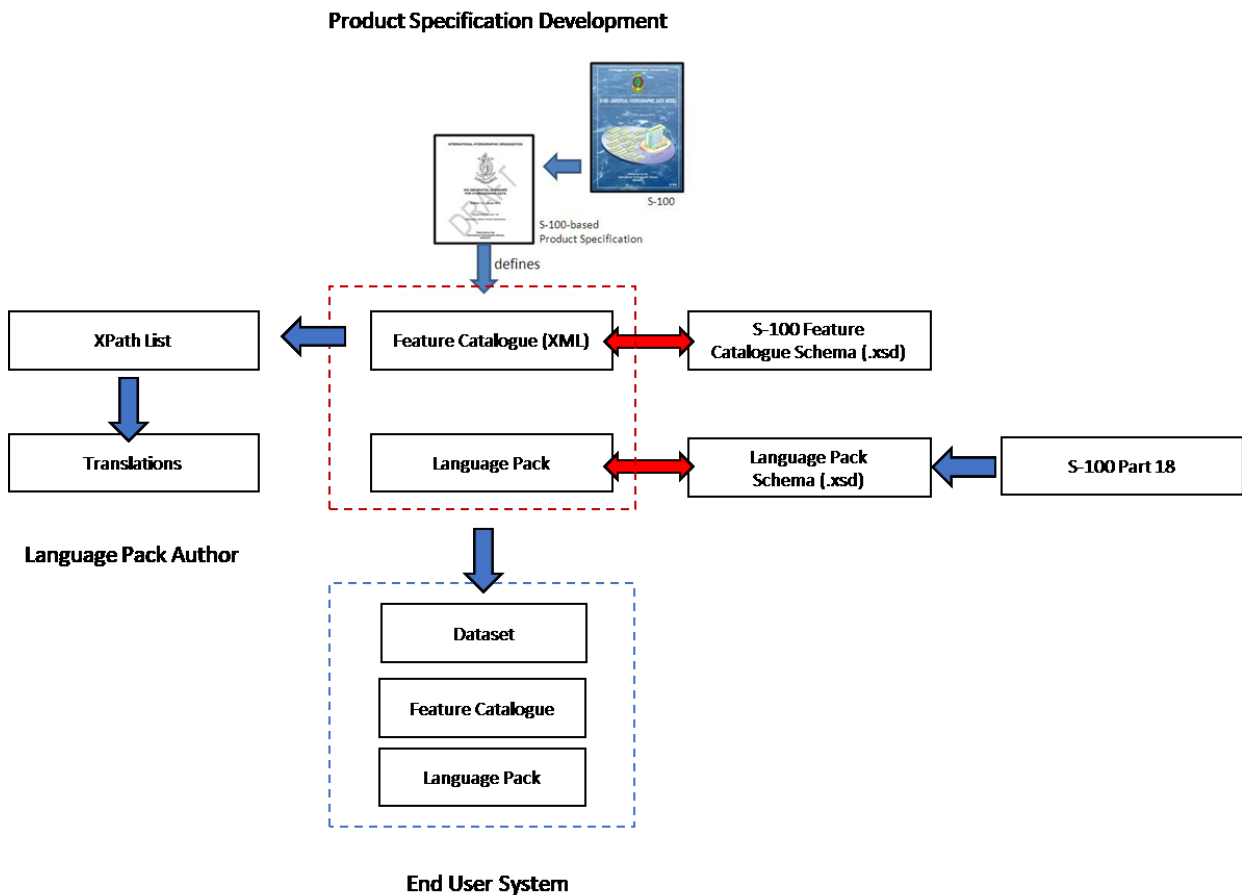 Product Specification Development
S-100
DRAFT
S-100-based
Product Specification
defines
XPath List
Feature Catalogue (XML)
S-100 Feature
Catalogue Schema (.xsd)
Translations
Language Pack
Language Pack
Schema (.xsd)
S-100 Part 18
Language Pack Author
Dataset
Feature Catalogue
Language Pack
End User System